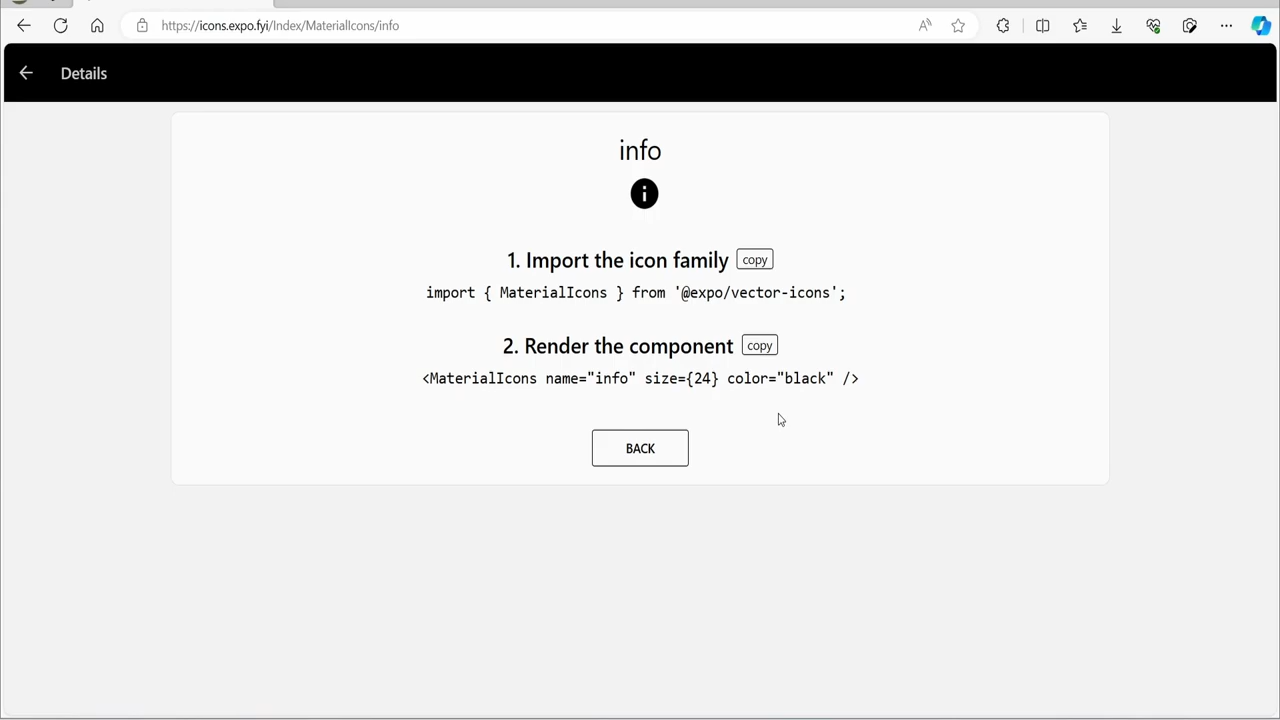 https://icons.expo.fyi/Index/MaterialIcons/info
Details
info
1. Import the icon family copy
import { MaterialIcons } from '@expo/vector-icons';
2. Render the component copy
<MaterialIcons name="info" size={24} color="black" />
BACK